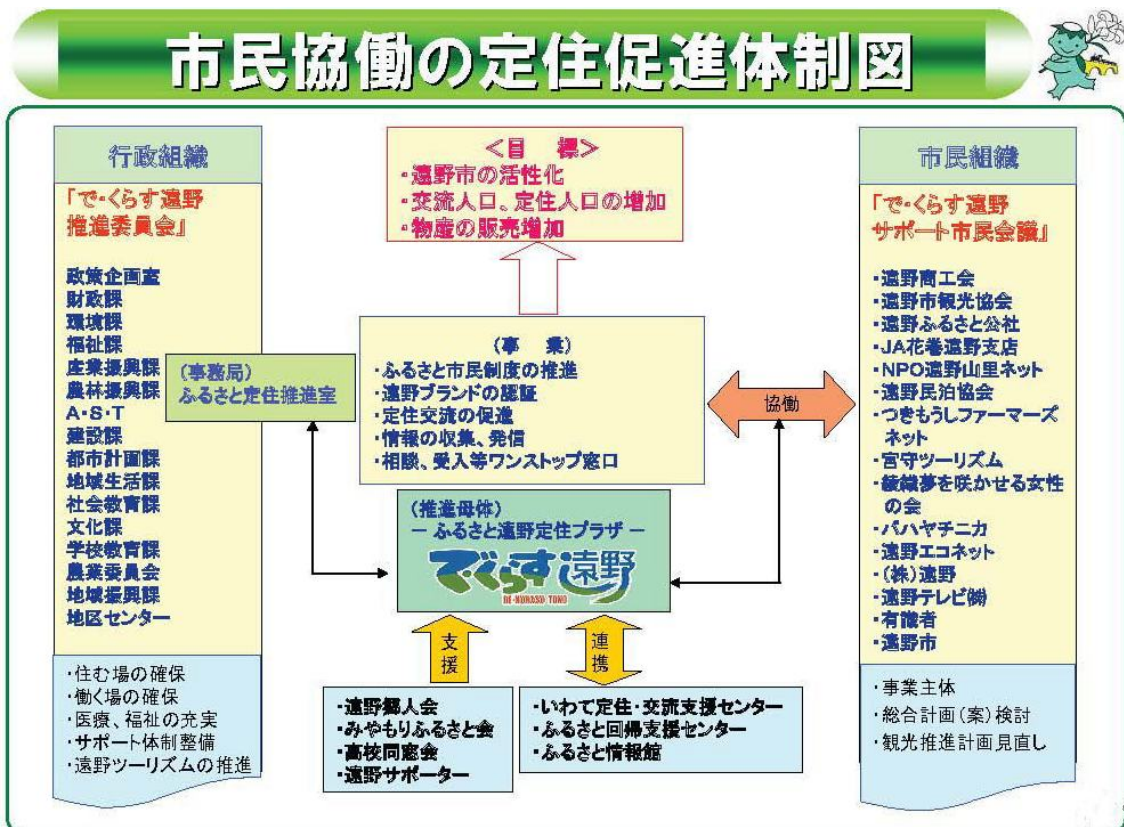 市民協働の定住促進体制図
行政組織
「で・くらす遠野
推進委員会」
政策企画室
財政課
環境課
福祉課
産業振興課
農林振興課
A・S・T
建設課
都市計画課
地域生活課
社会教育課
文化課
学校教育課
農業委員会
地域振興課
地区センター
・住む場の確保
・働く場の確保
・医療、福祉の充実
・サポート体制整備
・遠野ツーリズムの推進
(事務局)
ふるさと定住推進室
<目 標>
・遠野市の活性化
・交流人口、定住人口の増加
・物産の販売増加
(事 業)
・ふるさと市民制度の推進
・遠野ブランドの認証
・定住交流の促進
・情報の収集、発信
・相談、受入等ワンストップ窓口
(推進母体)
― ふるさと遠野定住プラザ ―
で・くらす遠野
DE-KURASU TONO
支援
連携
・遠野郷人会
・みやもりふるさと会
・高校同窓会
・遠野サポーター
・いわて定住・交流支援センター
・ふるさと回帰支援センター
・ふるさと情報館
協働
市民組織
「で・くらす遠野
サポート市民会議」
・遠野商工会
・遠野市観光協会
・遠野ふるさと公社
・JA花巻遠野支店
・NPO遠野山里ネット
・遠野民泊協会
・つきもうしファーマーズ
ネット
・宮守ツーリズム
・綾織夢を咲かせる女性
の会
・パハヤチニカ
・遠野エコネット
・(株)遠野
・遠野テレビ㈱
・有識者
・遠野市
・事業主体
・総合計画(案)検討
・観光推進計画見直し